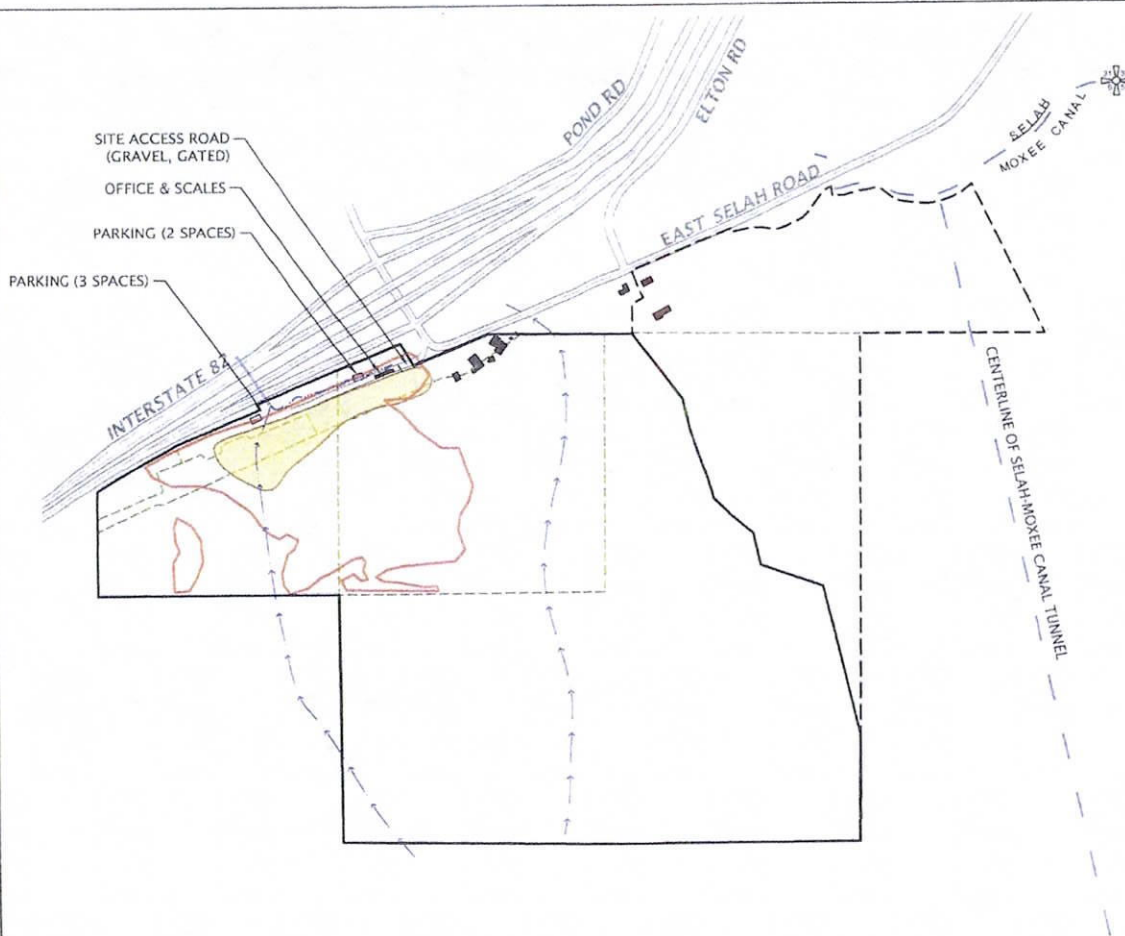 POND RD
ELTON RD
SITE ACCESS ROAD
(GRAVEL, GATED)
OFFICE & SCALES
PARKING (2 SPACES)
PARKING (3 SPACES)
SELAH
MOXEE CANAL
EAST SELAH ROAD
INTERSTATE 82
CENTERLINE OF SELAH-MOXEE CANAL TUNNEL